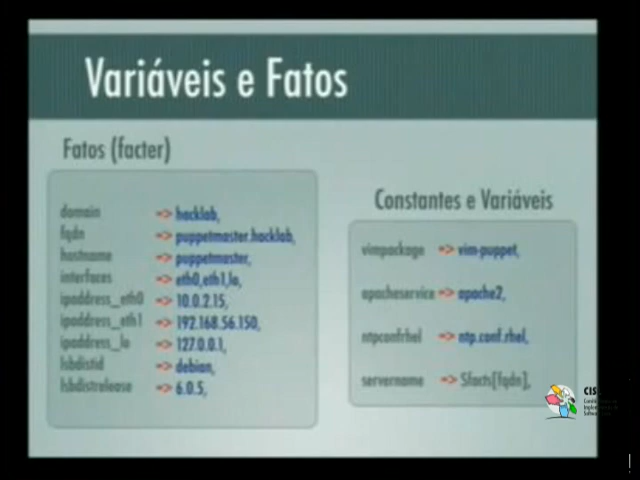 Variáveis e Fatos
Fatos (facter)
domain => hacklab,
fqdn => puppetmaster.hacklab,
hostname => puppetmaster,
interfaces => eth0,eth1,lo,
ipaddress_eth0 => 10.0.2.15,
ipaddress_eth1 => 192.168.56.150,
ipaddress_lo => 127.0.0.1,
lsbdistid => debian,
lsbdistrelease => 6.0.5,
Constantes e Variáveis
vimpackage => vim-puppet,
apacheservice => apache2,
ntpconfrhel => ntp.conf.rhel,
servername => $facts[fqdn],